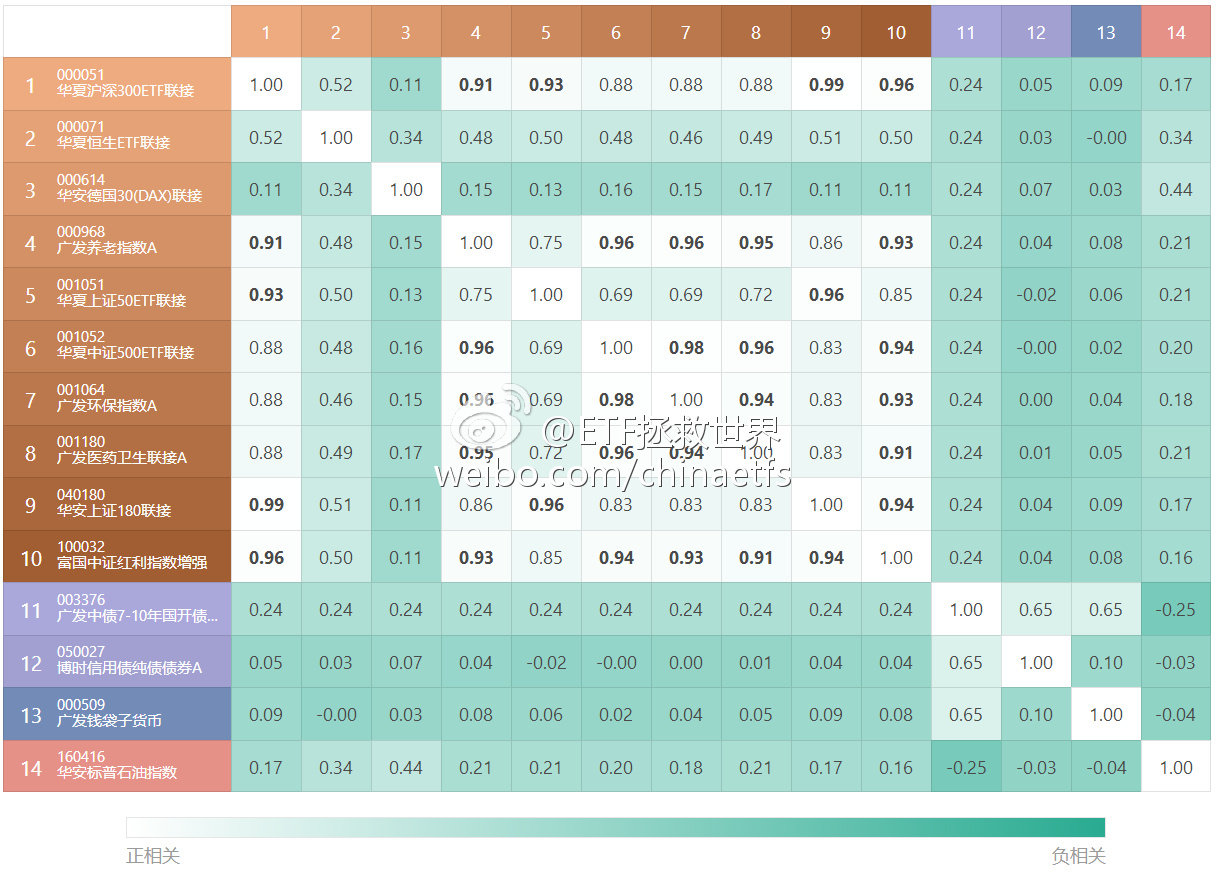 1 2 3 4 5 6 7 8 9 10 11 12 13 14
1 000051 1.00 0.52 0.11 0.91 0.93 0.88 0.88 0.88 0.99 0.96 0.24 0.05 0.09 0.17
华夏沪深300ETF联接
2 000071 0.52 1.00 0.34 0.48 0.50 0.48 0.46 0.49 0.51 0.50 0.24 0.03 -0.00 0.34
华夏恒生ETF联接
3 000614 0.11 0.34 1.00 0.15 0.13 0.16 0.15 0.17 0.11 0.11 0.24 0.07 0.03 0.44
华安德国30(DAX)联接
4 000968 0.91 0.48 0.15 1.00 0.75 0.96 0.96 0.95 0.86 0.93 0.24 0.04 0.08 0.21
广发养老指数A
5 001051 0.93 0.50 0.13 0.75 1.00 0.69 0.69 0.72 0.96 0.85 0.24 -0.02 0.06 0.21
华夏上证50ETF联接
6 001052 0.88 0.48 0.16 0.96 0.69 1.00 0.98 0.96 0.83 0.94 0.24 -0.00 0.02 0.20
华夏中证500ETF联接
7 001064 0.88 0.46 0.15 0.96 0.69 0.98 1.00 0.94 0.83 0.93 0.24 0.00 0.04 0.18
广发环保指数A
8 001180 0.88 0.49 0.17 0.95 0.72 0.96 0.94 1.00 0.83 0.91 0.24 0.01 0.05 0.21
广发医药卫生联接A
@ETF拯救世界
weibo.com/chinaetfs
9 040180 0.99 0.51 0.11 0.86 0.96 0.83 0.83 0.83 1.00 0.94 0.24 0.04 0.09 0.17
华安上证180联接
10 100032 0.96 0.50 0.11 0.93 0.85 0.94 0.93 0.91 0.94 1.00 0.24 0.04 0.08 0.16
富国中证红利指数增强
11 003376 0.24 0.24 0.24 0.24 0.24 0.24 0.24 0.24 0.24 0.24 1.00 0.65 0.65 -0.25
广发中债7-10年国开债...
12 050027 0.05 0.03 0.07 0.04 -0.02 -0.00 0.00 0.01 0.04 0.04 0.65 1.00 0.10 -0.03
博时信用债纯债债券A
13 000509 0.09 -0.00 0.03 0.08 0.06 0.02 0.04 0.05 0.09 0.08 0.65 0.10 1.00 -0.04
广发钱袋子货币
14 160416 0.17 0.34 0.44 0.21 0.21 0.20 0.18 0.21 0.17 0.16 -0.25 -0.03 -0.04 1.00
华安标普石油指数
正相关 负相关